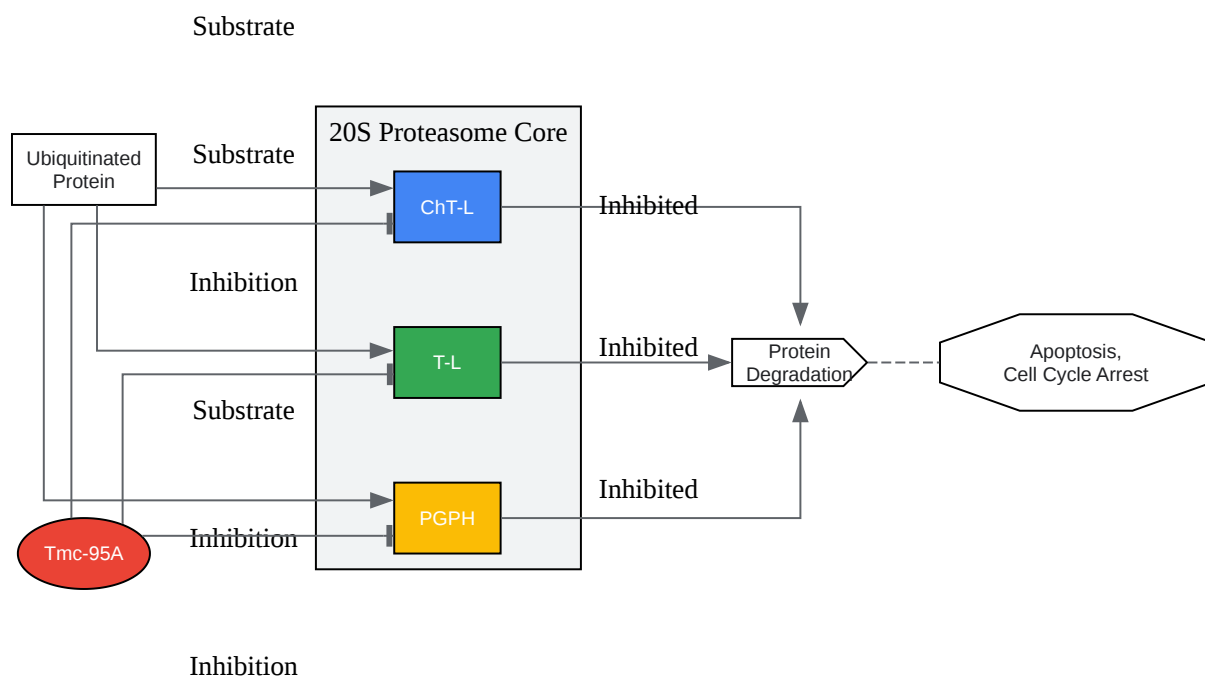 Substrate
20S Proteasome Core
Ubiquitinated
Protein
Substrate
ChT-L
Inhibited
Inhibition
T-L
Inhibited
Protein
Degradation
Apoptosis,
Cell Cycle Arrest
Substrate
PGPH
Inhibited
Tmc-95A
Inhibition
Inhibition